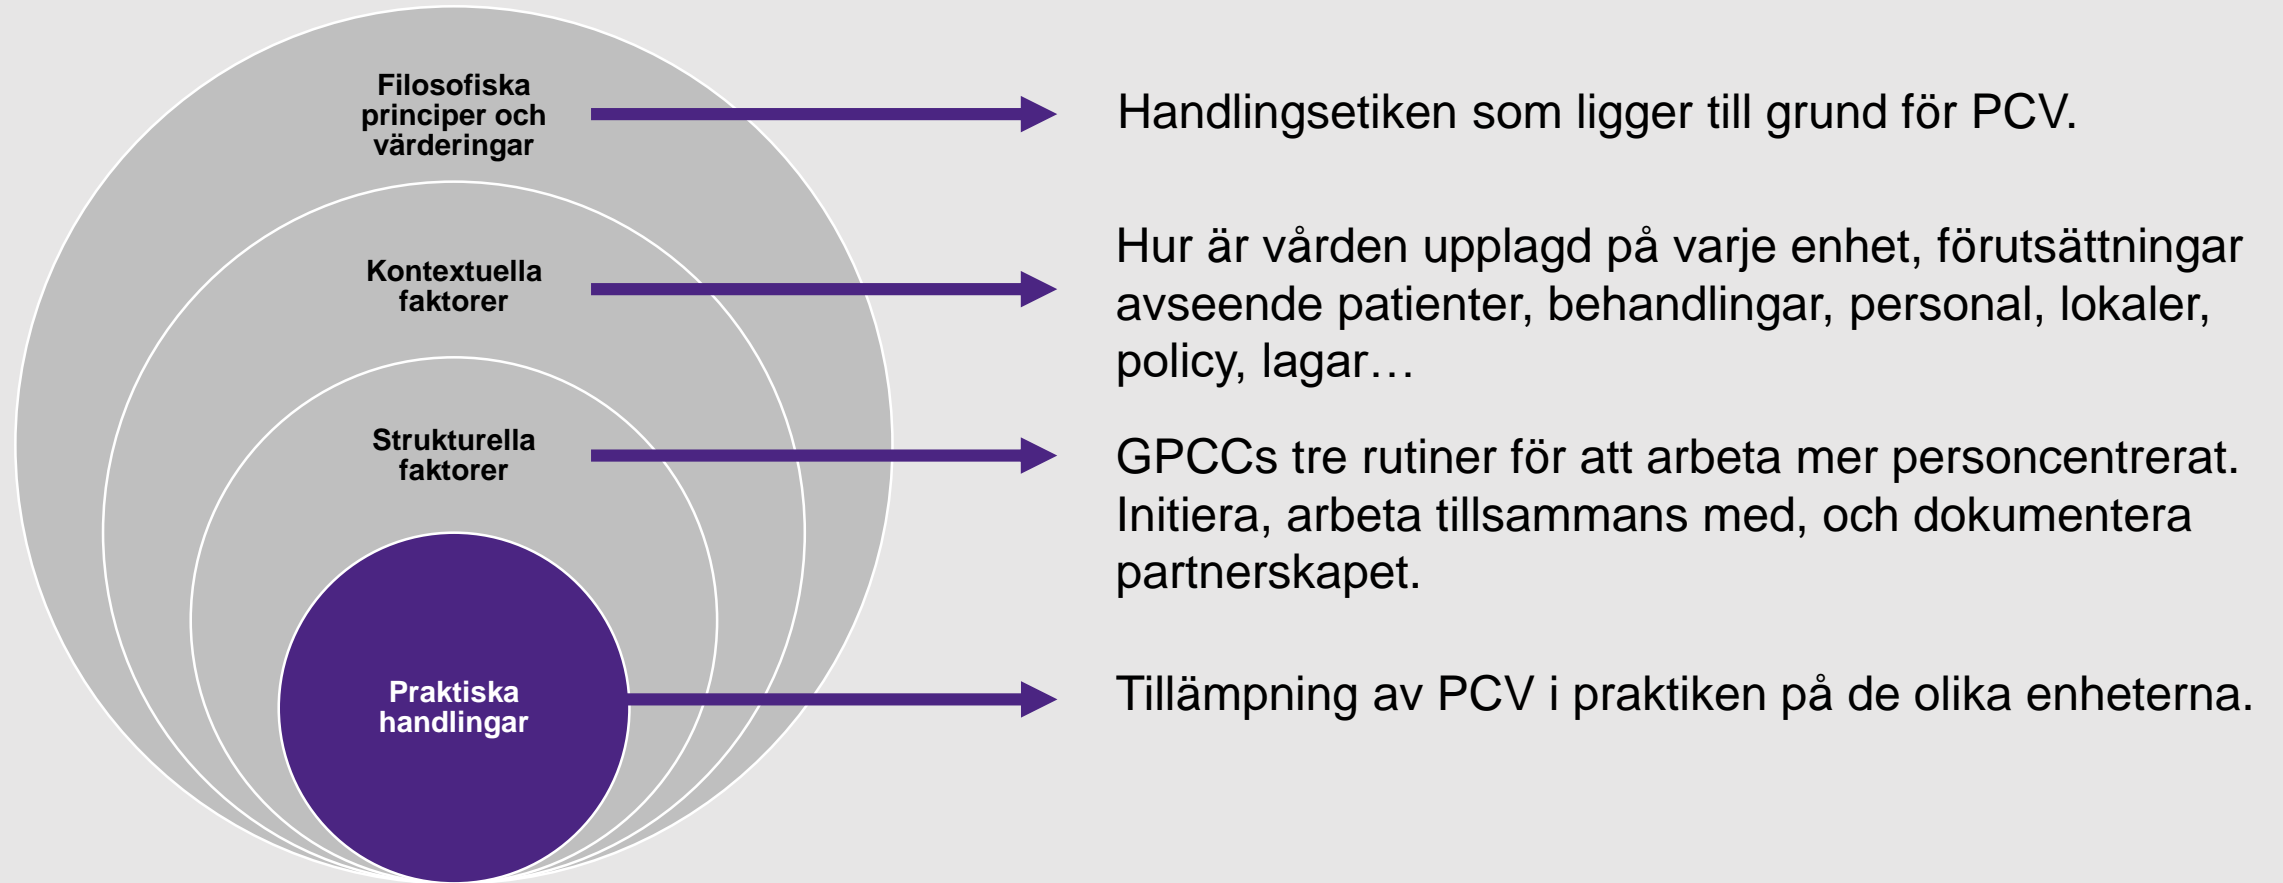 Filosofiska
principer och
värderingar
Handlingsetiken som ligger till grund för PCV.
Kontextuella
faktorer
Hur är vården upplagd på varje enhet, förutsättningar
avseende patienter, behandlingar, personal, lokaler,
policy, lagar…
Strukturella
faktorer
GPCCs tre rutiner för att arbeta mer personcentrerat.
Initiera, arbeta tillsammans med, och dokumentera
partnerskapet.
Praktiska
handlingar
Tillämpning av PCV i praktiken på de olika enheterna.